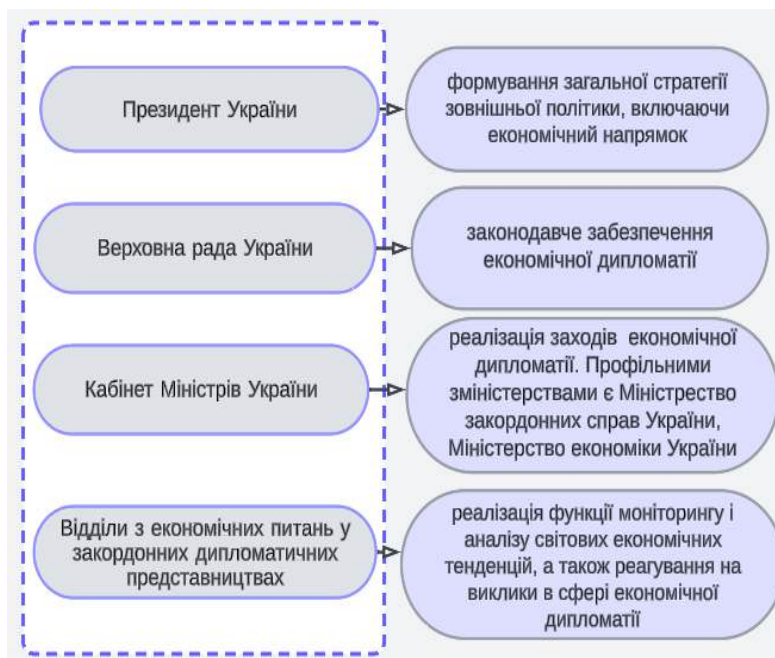 Президент України
формування загальної стратегії
зовнішньої політики, включаючи
економічний напрямок
Верховна рада України
законодавче забезпечення
економічної дипломатії
Кабінет Міністрів України
реалізація заходів економічної
дипломатії. Профільними
зміністерствами є Міністрество
закордонних справ України,
Міністерство економіки України
Відділи з економічних питань у
закордонних дипломатичних
представництвах
реалізація функції моніторингу і
аналізу світових економічних
тенденцій, а також реагування на
виклики в сфері економічної
дипломатії